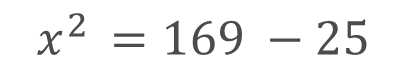 x² = 169 − 25